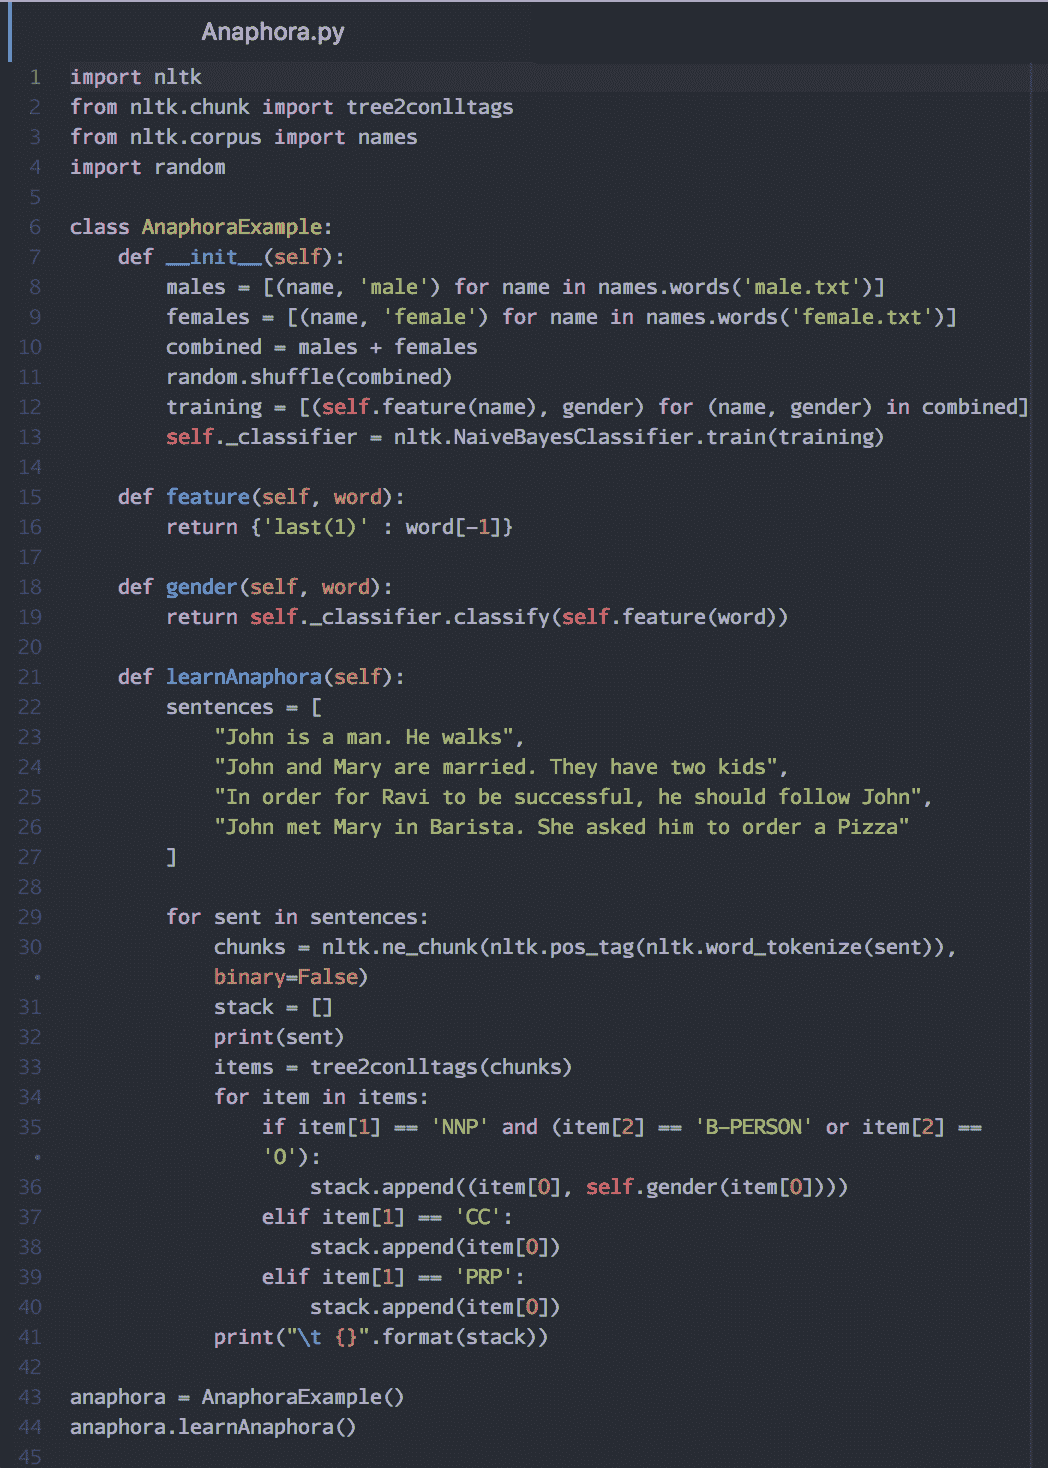 Anaphora.py
1 import nltk
2 from nltk.chunk import tree2conlltags
3 from nltk.corpus import names
4 import random
5
6 class AnaphoraExample:
7     def __init__(self):
8         males = [(name, 'male') for name in names.words('male.txt')]
9         females = [(name, 'female') for name in names.words('female.txt')]
10         combined = males + females
11         random.shuffle(combined)
12         training = [(self.feature(name), gender) for (name, gender) in combined]
13         self._classifier = nltk.NaiveBayesClassifier.train(training)
14
15     def feature(self, word):
16         return {'last(1)' : word[-1]}
17
18     def gender(self, word):
19         return self._classifier.classify(self.feature(word))
20
21     def learnAnaphora(self):
22         sentences = [
23             "John is a man. He walks",
24             "John and Mary are married. They have two kids",
25             "In order for Ravi to be successful, he should follow John",
26             "John met Mary in Barista. She asked him to order a Pizza"
27         ]
28
29         for sent in sentences:
30             chunks = nltk.ne_chunk(nltk.pos_tag(nltk.word_tokenize(sent)),
•             binary=False)
31             stack = []
32             print(sent)
33             items = tree2conlltags(chunks)
34             for item in items:
35                 if item[1] == 'NNP' and (item[2] == 'B-PERSON' or item[2] ==
•                 'O'):
36                     stack.append((item[0], self.gender(item[0])))
37                 elif item[1] == 'CC':
38                     stack.append(item[0])
39                 elif item[1] == 'PRP':
40                     stack.append(item[0])
41             print("\t {}".format(stack))
42
43 anaphora = AnaphoraExample()
44 anaphora.learnAnaphora()
45